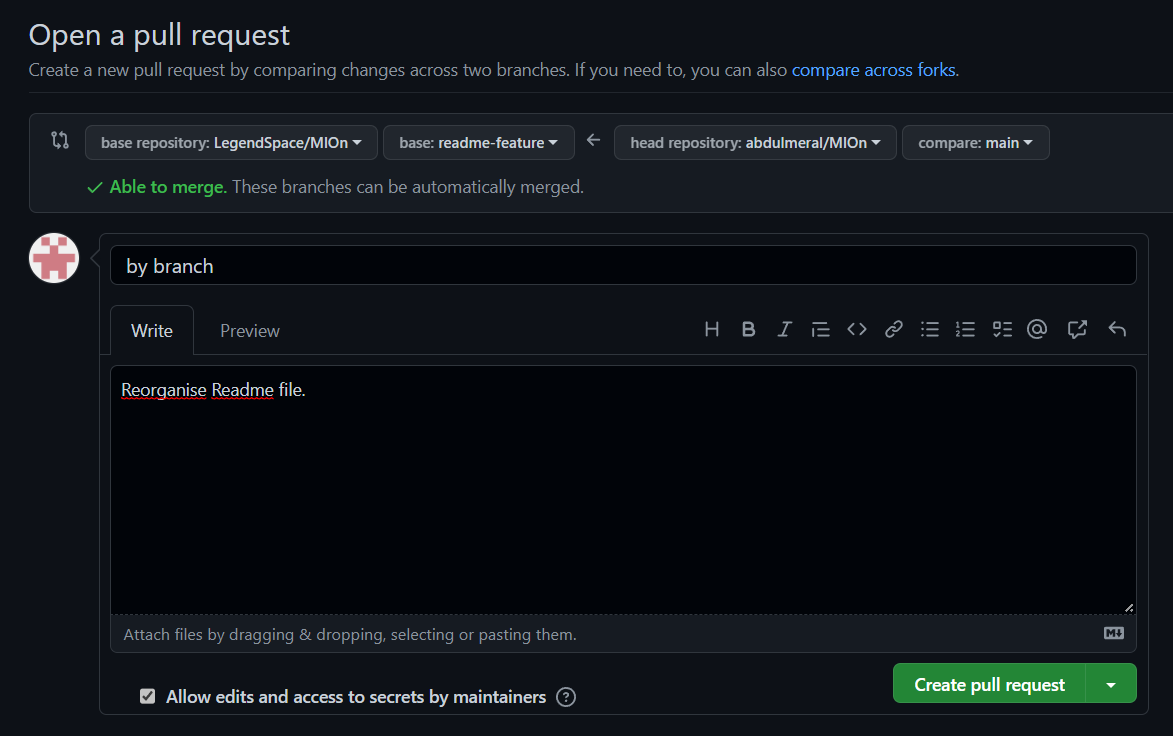 Open a pull request
Create a new pull request by comparing changes across two branches. If you need to, you can also compare across forks.
base repository: LegendSpace/MIOn base: readme-feature head repository: abdulmeral/MIOn compare: main
Able to merge. These branches can be automatically merged.
by branch
Write Preview
Reorganise Readme file.
Attach files by dragging & dropping, selecting or pasting them.
Allow edits and access to secrets by maintainers
Create pull request